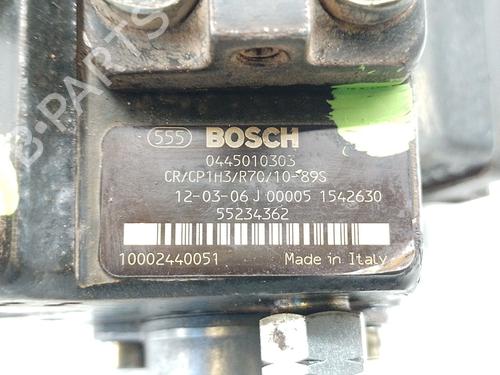 555 BOSCH
0445010303
CR/CP1H3/R70/10-89S
12-03-06 J 00005 1542630
55234362
10002440051 Made in Italy
B-PARTS